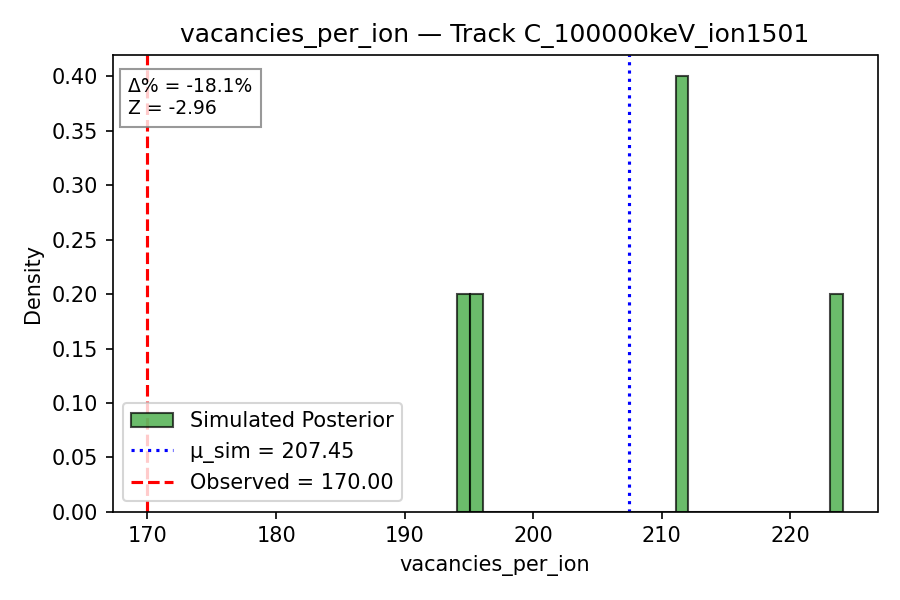 vacancies_per_ion — Track C_100000keV_ion1501
Δ% = -18.1%
Z = -2.96
0.40
0.35
0.30
0.25
0.20
0.15
0.10
0.05
0.00
Density
Simulated Posterior
μ_sim = 207.45
Observed = 170.00
170 180 190 200 210 220
vacancies_per_ion